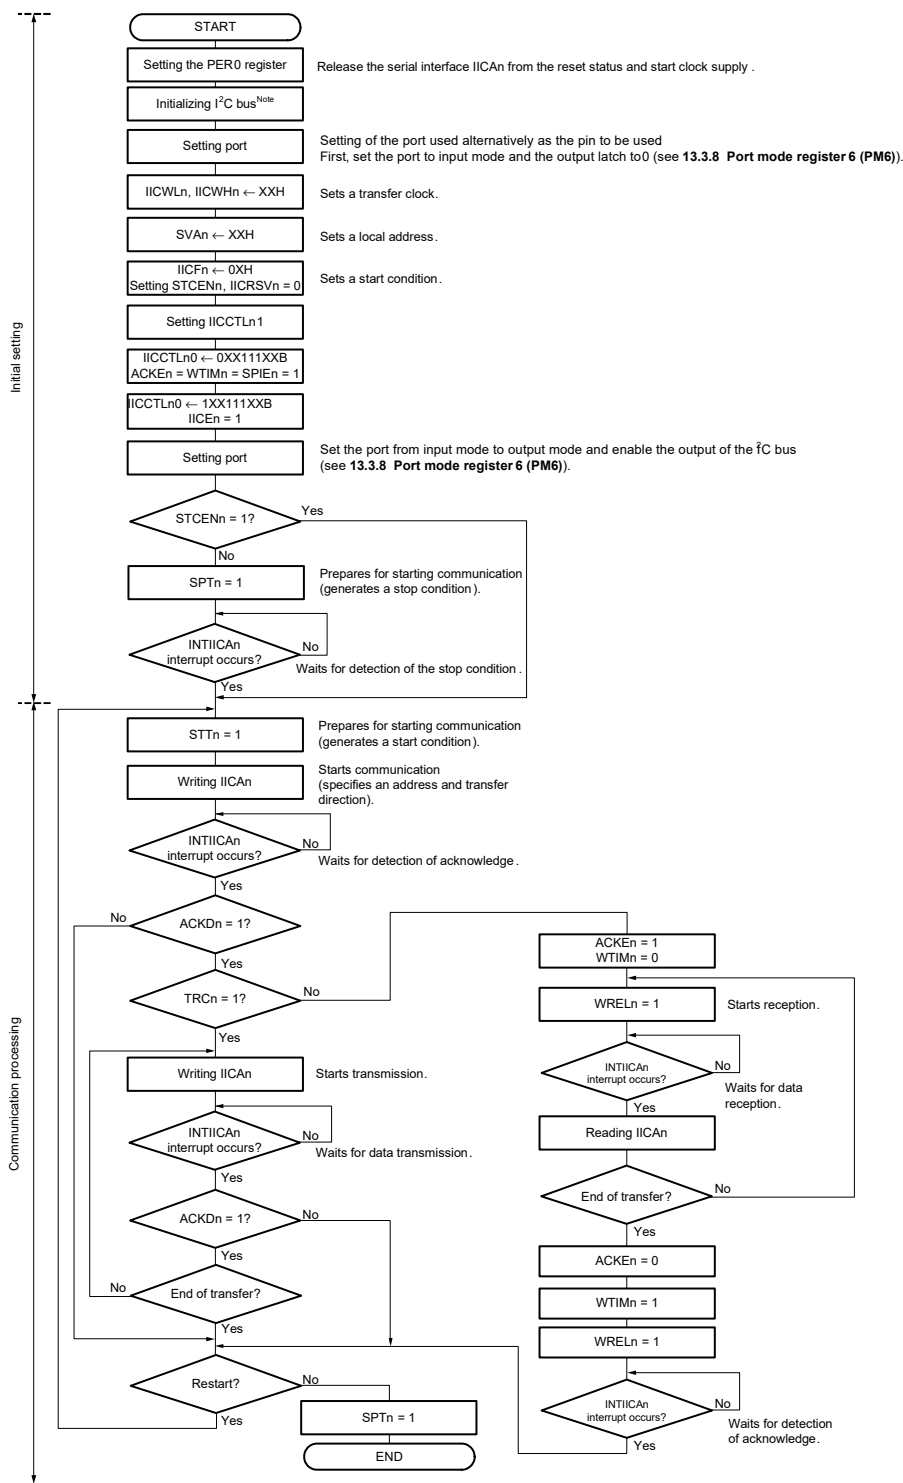 START
Setting the PER0 register
Release the serial interface IICAn from the reset status and start clock supply.
Initializing I²C bus^Note
Setting port
Setting of the port used alternatively as the pin to be used
First, set the port to input mode and the output latch to 0 (see 13.3.8 Port mode register 6 (PM6)).
IICWLn, IICWHn ← XXH
Sets a transfer clock.
SVAn ← XXH
Sets a local address.
IICFn ← 0XH
Setting STCENn, IICRSVn = 0
Sets a start condition.
Setting IICCTLn1
IICCTLn0 ← 0XX111XXB
ACKEn = WTIMn = SPIEn = 1
IICCTLn0 ← 1XX111XXB
IICEn = 1
Setting port
Set the port from input mode to output mode and enable the output of the I²C bus
(see 13.3.8 Port mode register 6 (PM6)).
Initial setting
STCENn = 1?
Yes
No
SPTn = 1
Prepares for starting communication
(generates a stop condition).
INTIICAn
interrupt occurs?
No
Waits for detection of the stop condition.
Yes
STTn = 1
Prepares for starting communication
(generates a start condition).
Writing IICAn
Starts communication
(specifies an address and transfer
direction).
INTIICAn
interrupt occurs?
No
Waits for detection of acknowledge.
Yes
No
ACKDn = 1?
Yes
TRCn = 1?
No
Yes
Communication processing
Writing IICAn
Starts transmission.
INTIICAn
interrupt occurs?
No
Waits for data transmission.
Yes
ACKDn = 1?
No
Yes
No
End of transfer?
Yes
Restart?
No
Yes
SPTn = 1
END
ACKEn = 1
WTIMn = 0
WRELn = 1
Starts reception.
INTIICAn
interrupt occurs?
No
Waits for data
reception.
Yes
Reading IICAn
End of transfer?
No
Yes
ACKEn = 0
WTIMn = 1
WRELn = 1
INTIICAn
interrupt occurs?
No
Waits for detection
of acknowledge.
Yes